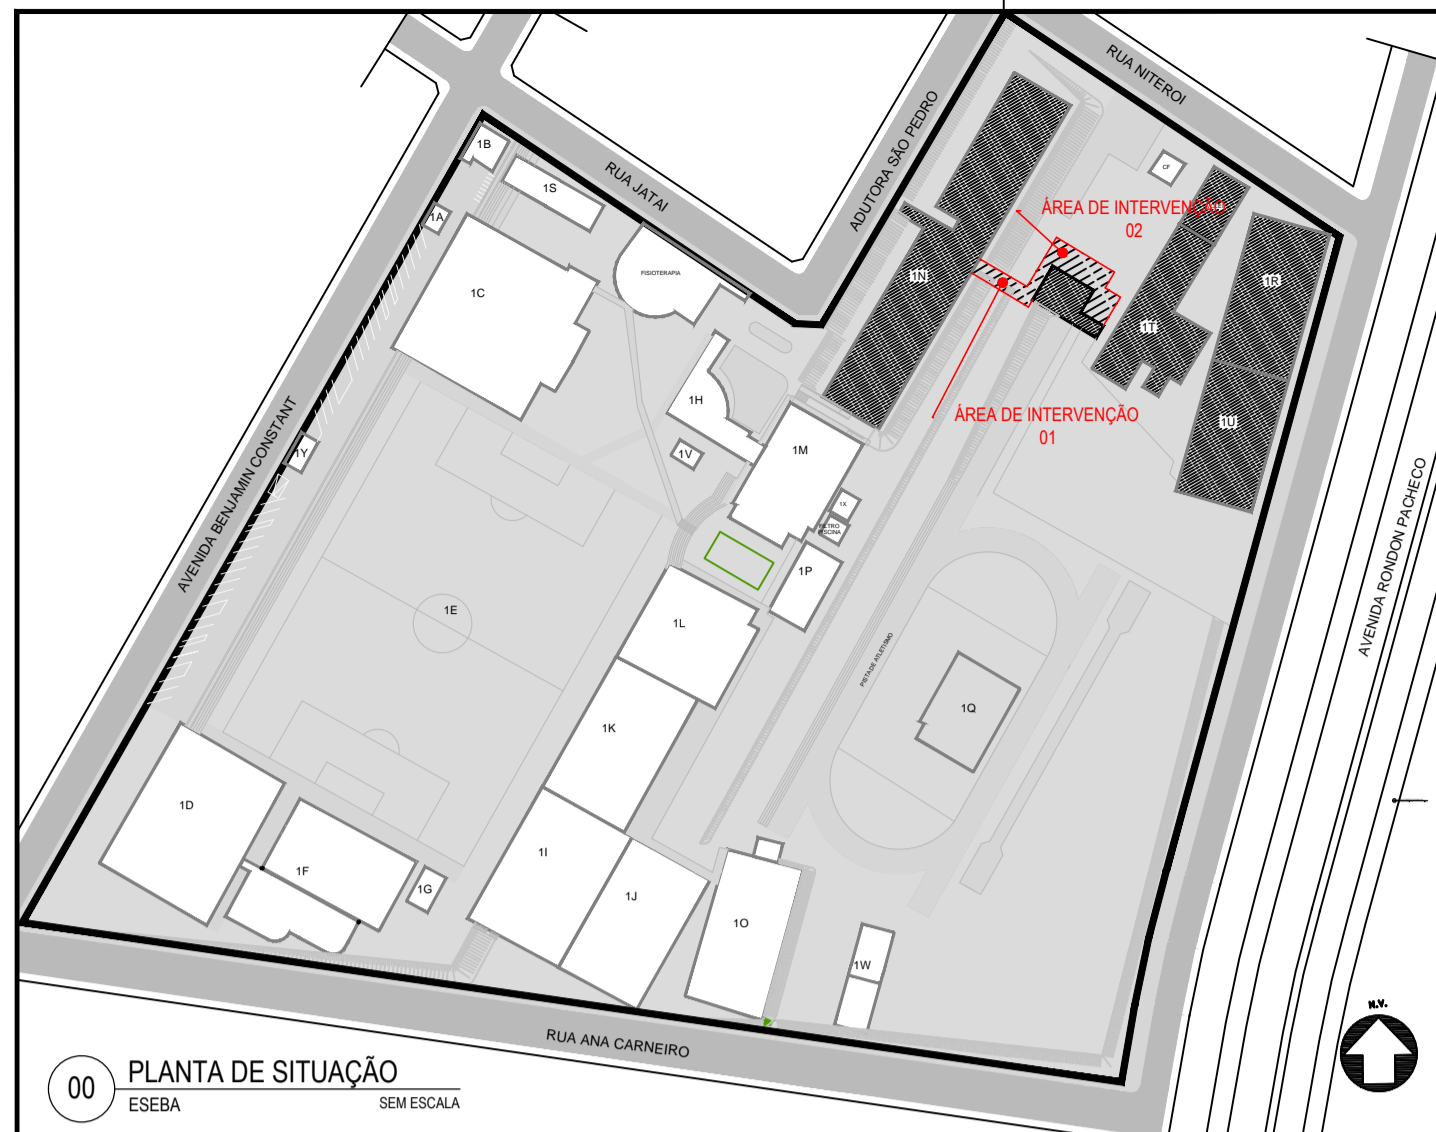 RUA NITEROI
ADUTORA SÃO PEDRO
1B
1S
RUA JATAI
CF
1A
ÁREA DE INTERVENÇÃO
02
FISIOTERAPIA
1C
1N
1R
1T
1H
ÁREA DE INTERVENÇÃO
01
1U
1M
1V
1Y
AVENIDA BENJAMIN CONSTANT
1X
FILTRO
PISCINA
1P
AVENIDA RONDON PACHECO
1E
1L
PISTA DE ATLETISMO
1Q
1K
1D
1I
1F
1G
1J
1O
1W
N.V.
RUA ANA CARNEIRO
00
PLANTA DE SITUAÇÃO
ESEBA
SEM ESCALA